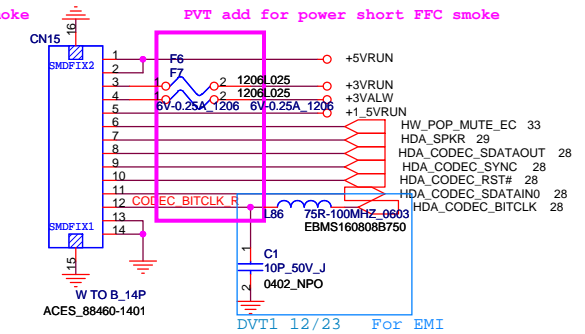 oke
PVT add for power short FFC smoke
16
CN15
SMDFIX2
1
2
3
4
5
6
7
8
9
10
11
12
13
14
SMDFIX1
15
W TO B_14P
ACES_88460-1401
F6
F7
1 2 1206L025
1 2 1206L025
6V-0.25A_1206 6V-0.25A_1206
+5VRUN
+3VRUN
+3VALW
+1_5VRUN
HW_POP_MUTE_EC 33
HDA_SPKR 29
HDA_CODEC_SDATAOUT 28
HDA_CODEC_SYNC 28
HDA_CODEC_RST# 28
HDA_CODEC_SDATAIN0 28
HDA_CODEC_BITCLK 28
CODEC_BITCLK_R
L86 75R-100MHZ_0603
EBMS160808B750
1
C1
10P_50V_J
2
0402_NPO
DVT1 12/23 For EMI